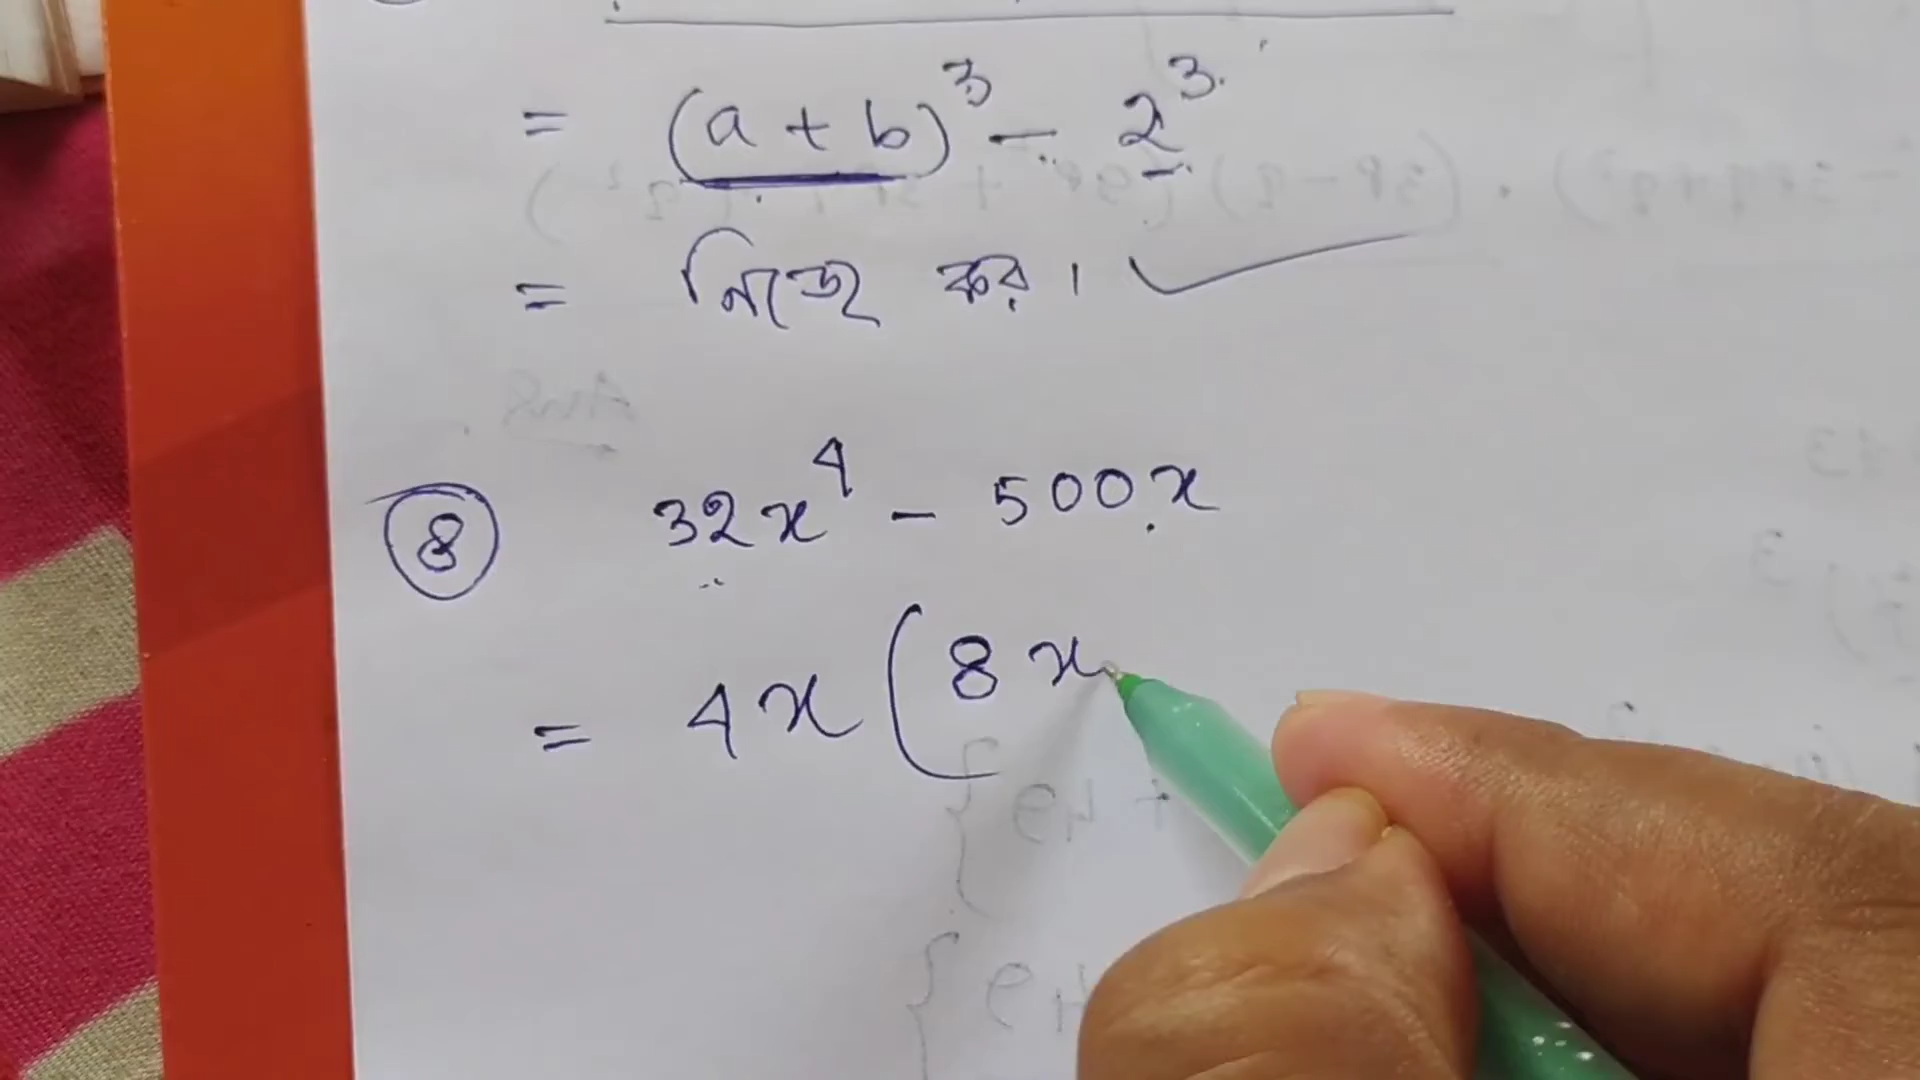 = (a + b)³ - 2³
= নিজে কর।
8 32x⁴ - 500x
= 4x ( 8x